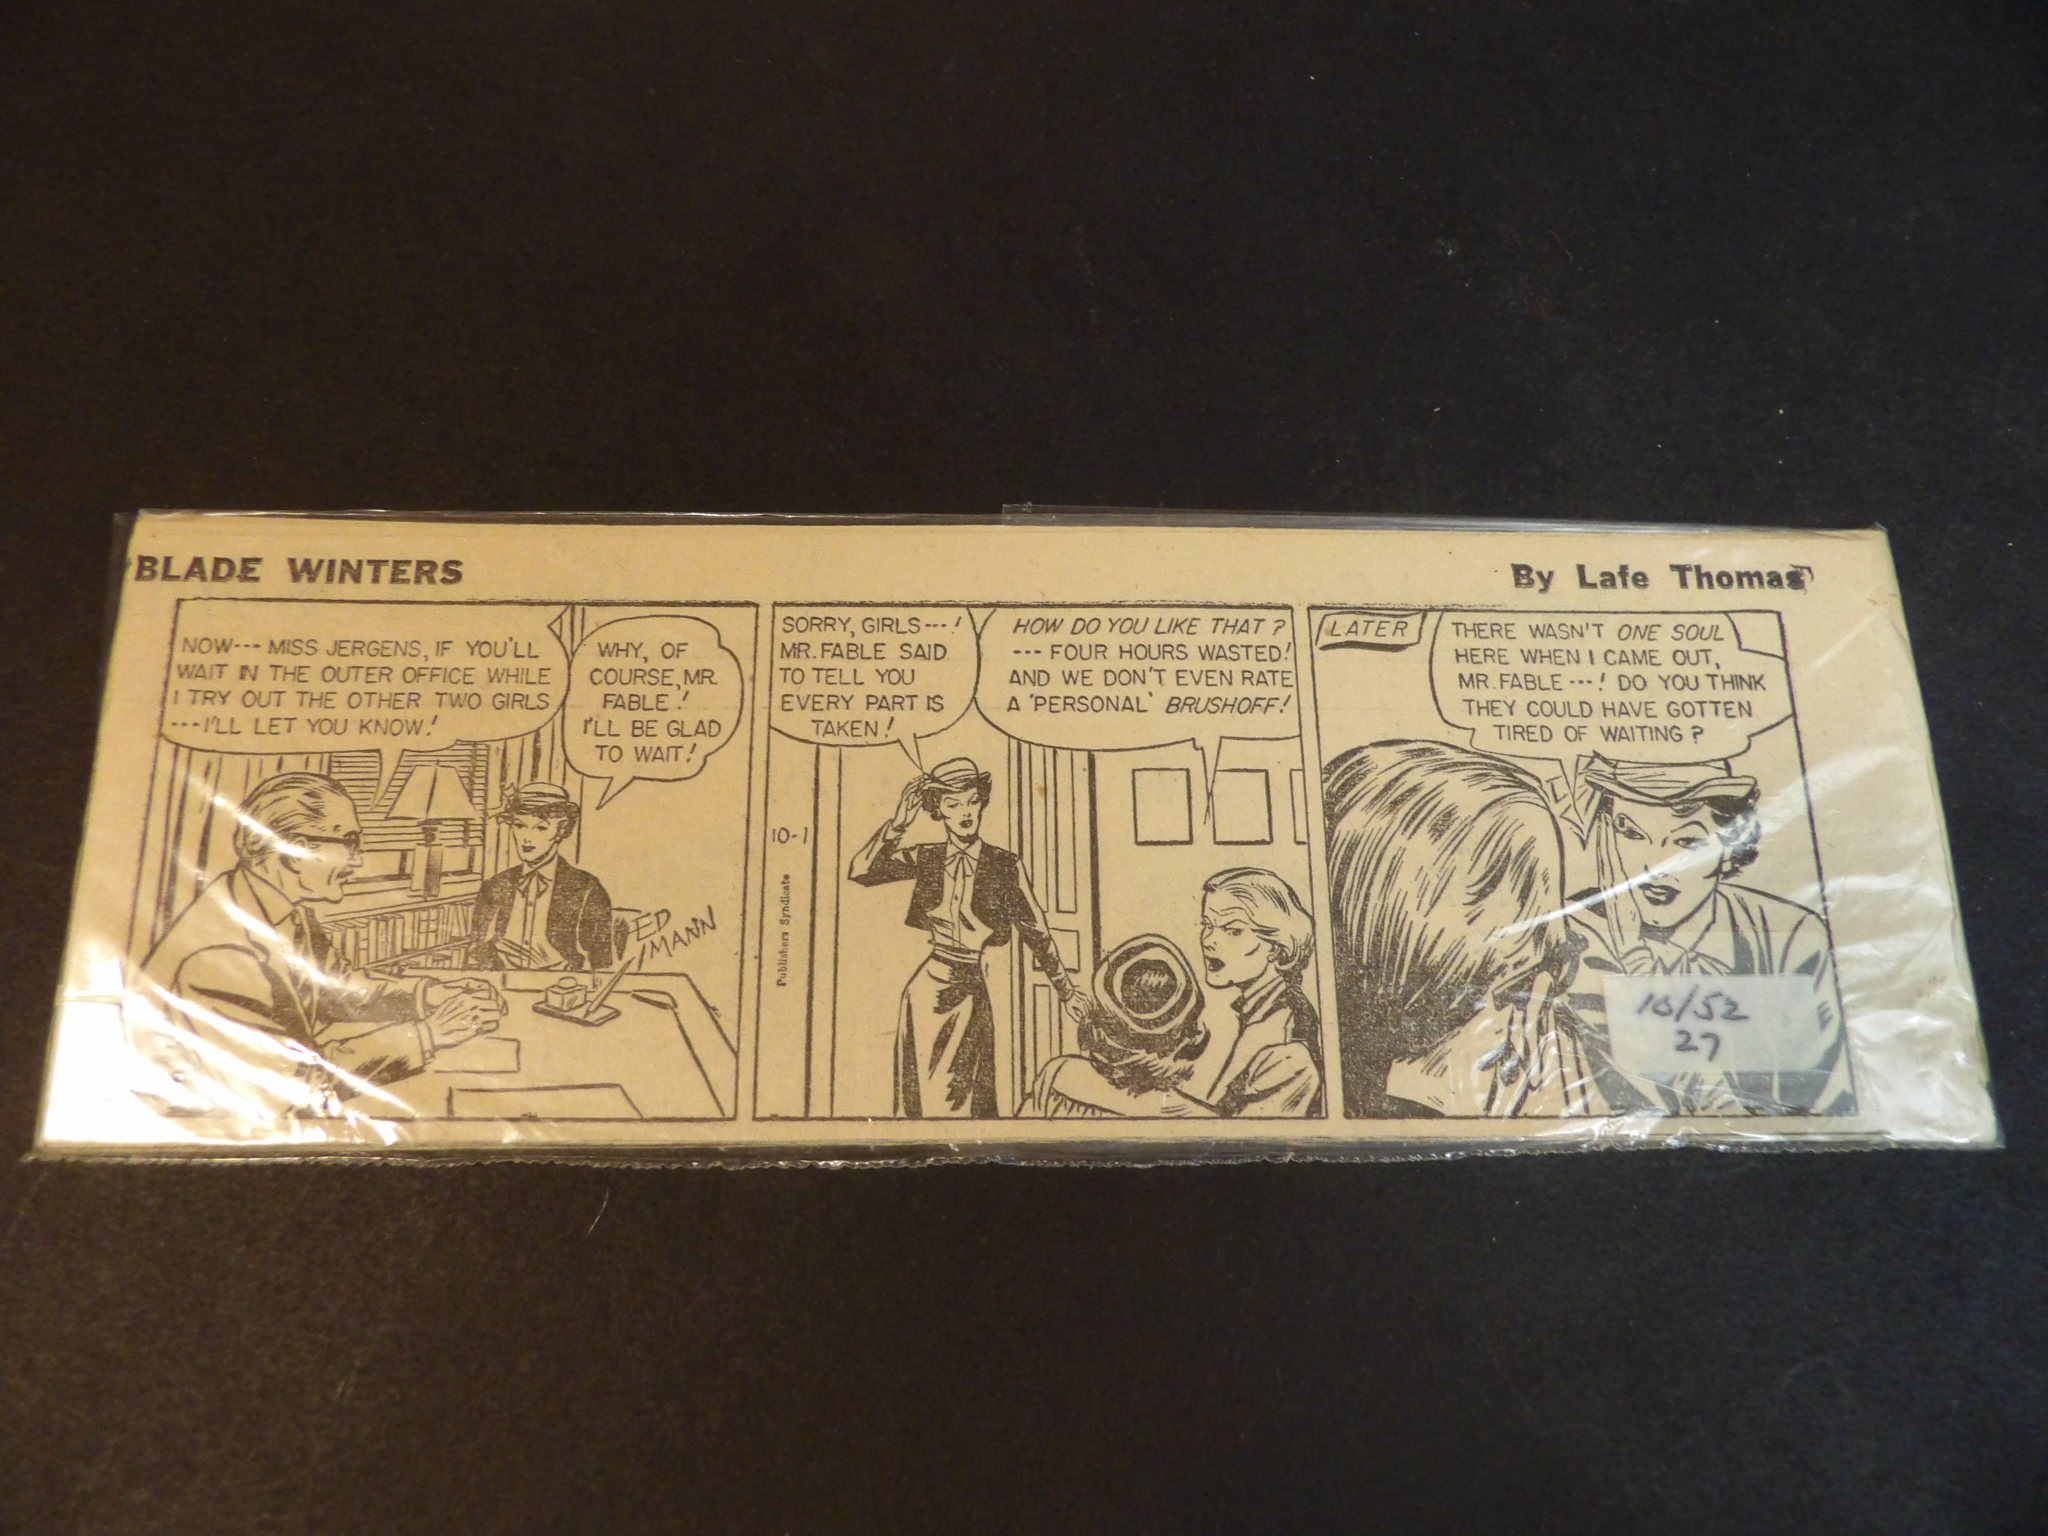 BLADE WINTERS
By Lafe Thomas
NOW--- MISS JERGENS, IF YOU'LL
WAIT IN THE OUTER OFFICE WHILE
I TRY OUT THE OTHER TWO GIRLS
---I'LL LET YOU KNOW!
WHY, OF
COURSE, MR.
FABLE!
I'LL BE GLAD
TO WAIT!
ED
MANN
SORRY, GIRLS---!
MR. FABLE SAID
TO TELL YOU
EVERY PART IS
TAKEN!
HOW DO YOU LIKE THAT?
--- FOUR HOURS WASTED!
AND WE DON'T EVEN RATE
A 'PERSONAL' BRUSHOFF!
10-1
Publishers Syndicate
LATER
THERE WASN'T ONE SOUL
HERE WHEN I CAME OUT,
MR. FABLE---! DO YOU THINK
THEY COULD HAVE GOTTEN
TIRED OF WAITING?
10/52
27